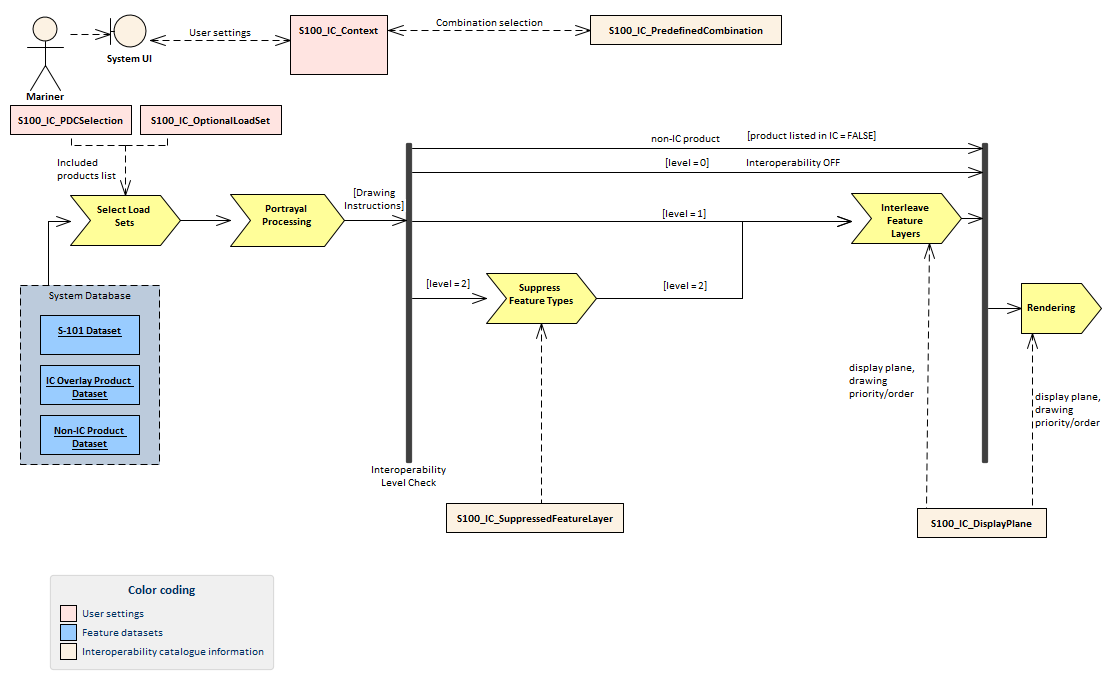 Mariner
System UI
User settings
S100_IC_Context
Combination selection
S100_IC_PredefinedCombination
S100_IC_PDCSelection
S100_IC_OptionalLoadSet
Included
products list
Select Load
Sets
Portrayal
Processing
[Drawing
Instructions]
non-IC product
[product listed in IC = FALSE]
[level = 0]
Interoperability OFF
[level = 1]
Interleave
Feature
Layers
[level = 2]
Suppress
Feature Types
[level = 2]
System Database
S-101 Dataset
IC Overlay Product
Dataset
Non-IC Product
Dataset
Rendering
display plane,
drawing
priority/order
display plane,
drawing
priority/order
Interoperability
Level Check
S100_IC_SuppressedFeatureLayer
S100_IC_DisplayPlane
Color coding
User settings
Feature datasets
Interoperability catalogue information